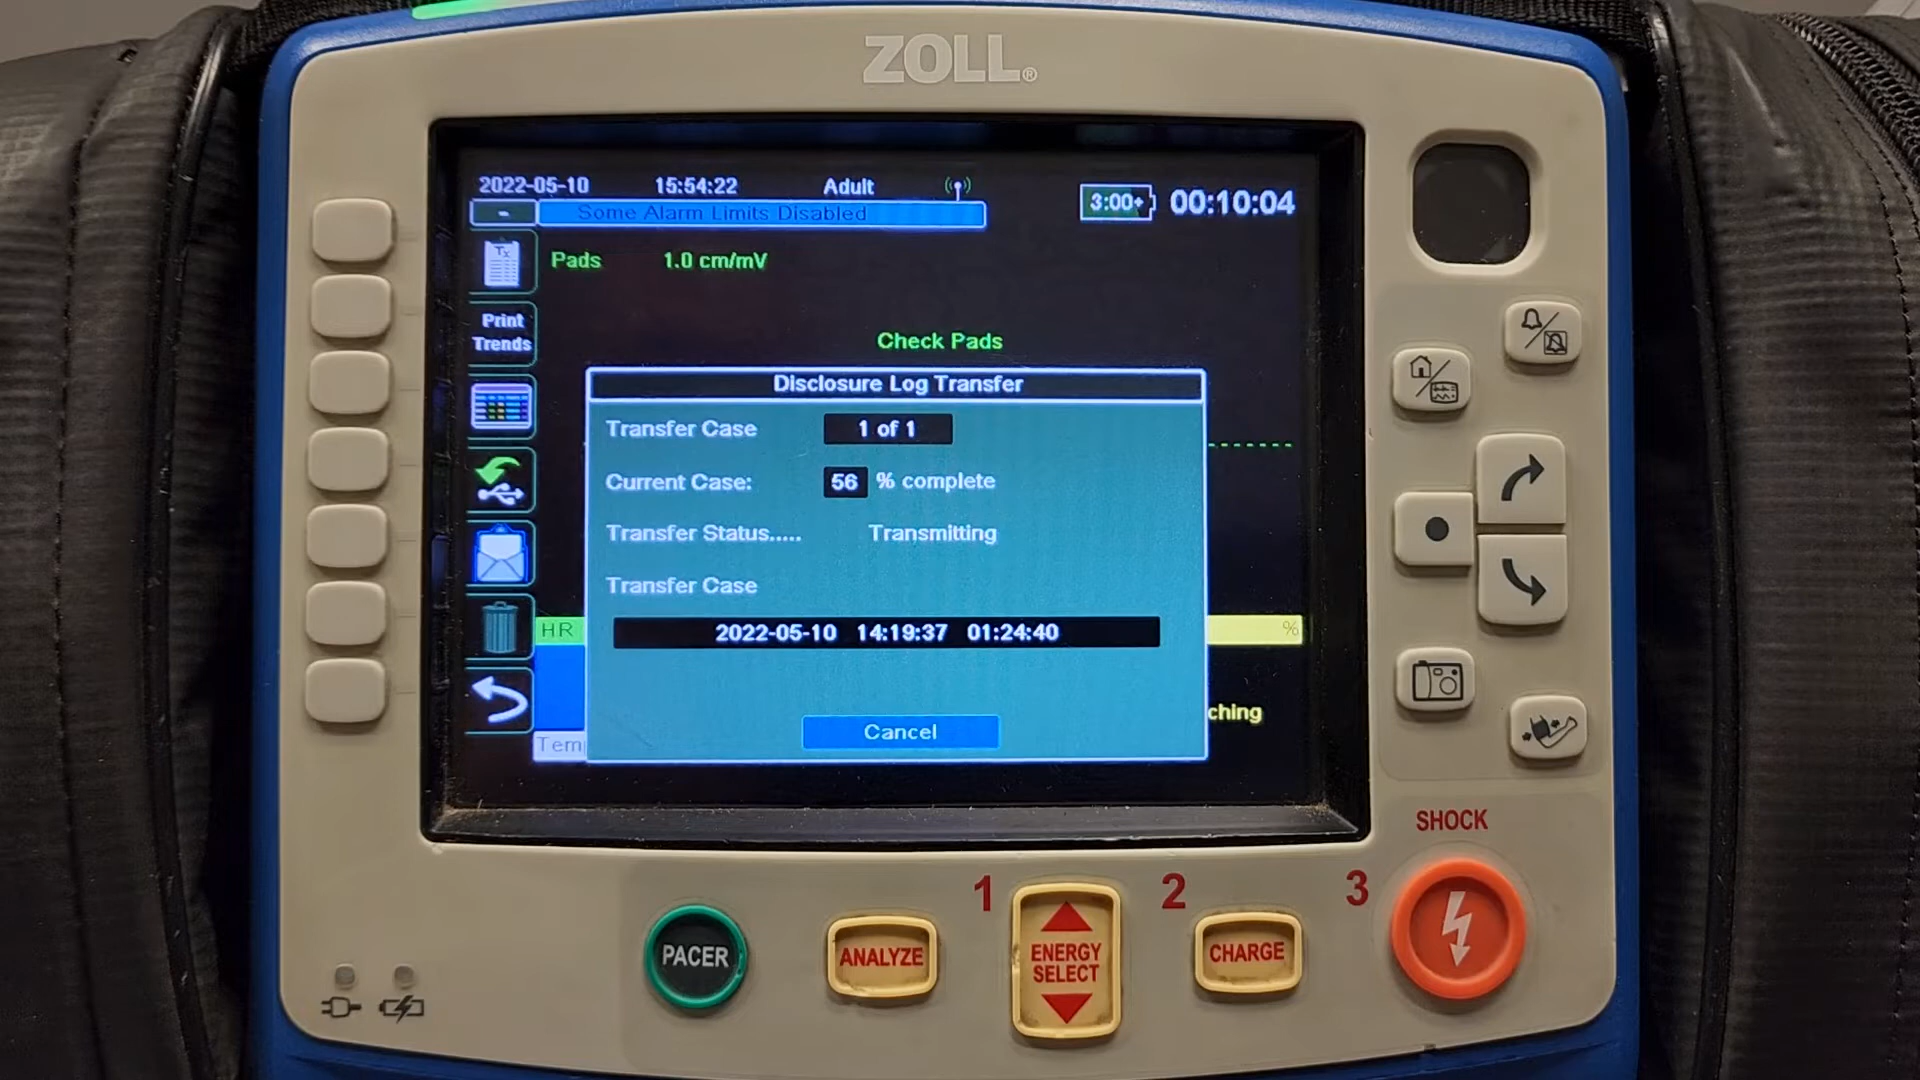 ZOLL®
2022-05-10 15:54:22 Adult
3:00+ 00:10:04
- Some Alarm Limits Disabled
Tx
Pads 1.0 cm/mV
Print
Trends
Check Pads
Disclosure Log Transfer
Transfer Case 1 of 1
Current Case: 56 % complete
Transfer Status..... Transmitting
Transfer Case
HR
%
2022-05-10 14:19:37 01:24:40
ching
Cancel
Tem
SHOCK
1 2 3
PACER
ANALYZE
ENERGY
SELECT
CHARGE